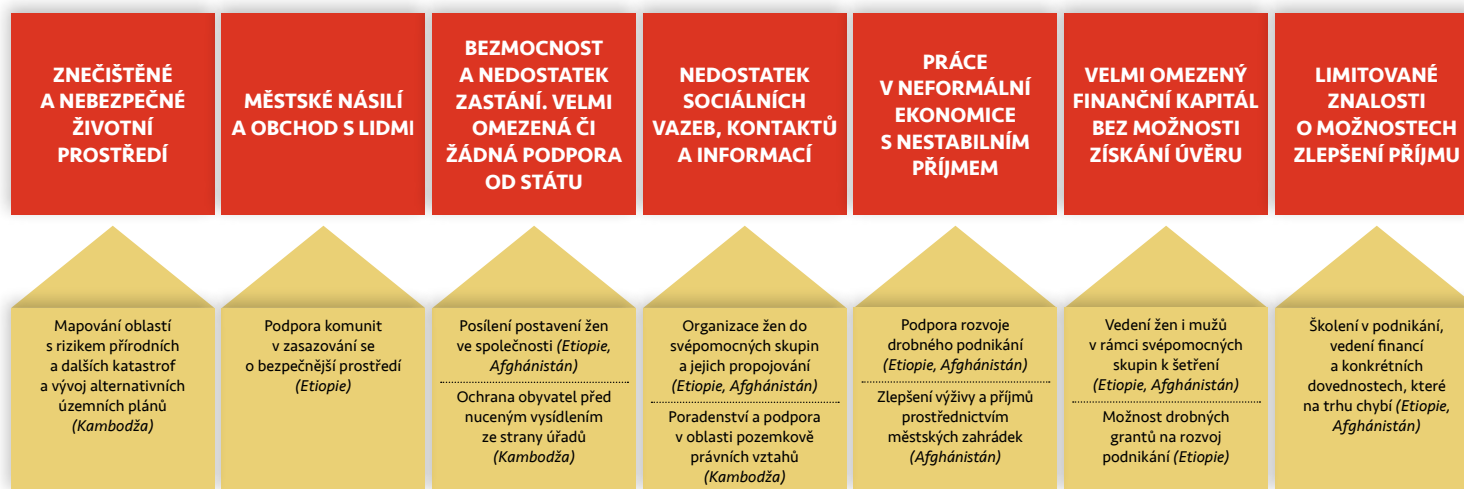 ZNEČIŠTĚNÉ
A NEBEZPEČNÉ
ŽIVOTNÍ
PROSTŘEDÍ
MĚSTSKÉ NÁSILÍ
A OBCHOD S LIDMI
BEZMOCNOST
A NEDOSTATEK
ZASTÁNÍ. VELMI
OMEZENÁ ČI
ŽÁDNÁ PODPORA
OD STÁTU
NEDOSTATEK
SOCIÁLNÍCH
VAZEB, KONTAKTŮ
A INFORMACÍ
PRÁCE
V NEFORMÁLNÍ
EKONOMICE
S NESTABILNÍM
PŘÍJMEM
VELMI OMEZENÝ
FINANČNÍ KAPITÁL
BEZ MOŽNOSTI
ZÍSKÁNÍ ÚVĚRU
LIMITOVANÉ
ZNALOSTI
O MOŽNOSTECH
ZLEPŠENÍ PŘÍJMU
Mapování oblastí
s rizikem přírodních
a dalších katastrof
a vývoj alternativních
územních plánů
(Kambodža)
Podpora komunit
v zasazování se
o bezpečnější prostředí
(Etiopie)
Posílení postavení žen
ve společnosti (Etiopie,
Afghánistán)
Ochrana obyvatel před
nuceným vysídlením
ze strany úřadů
(Kambodža)
Organizace žen do
svépomocných skupin
a jejich propojování
(Etiopie, Afghánistán)
Poradenství a podpora
v oblasti pozemkově
právních vztahů
(Kambodža)
Podpora rozvoje
drobného podnikání
(Etiopie, Afghánistán)
Zlepšení výživy a příjmů
prostřednictvím
městských zahrádek
(Afghánistán)
Vedení žen i mužů
v rámci svépomocných
skupin k šetření
(Etiopie, Afghánistán)
Možnost drobných
grantů na rozvoj
podnikání (Etiopie)
Školení v podnikání,
vedení financí
a konkrétních
dovednostech, které
na trhu chybí (Etiopie,
Afghánistán)